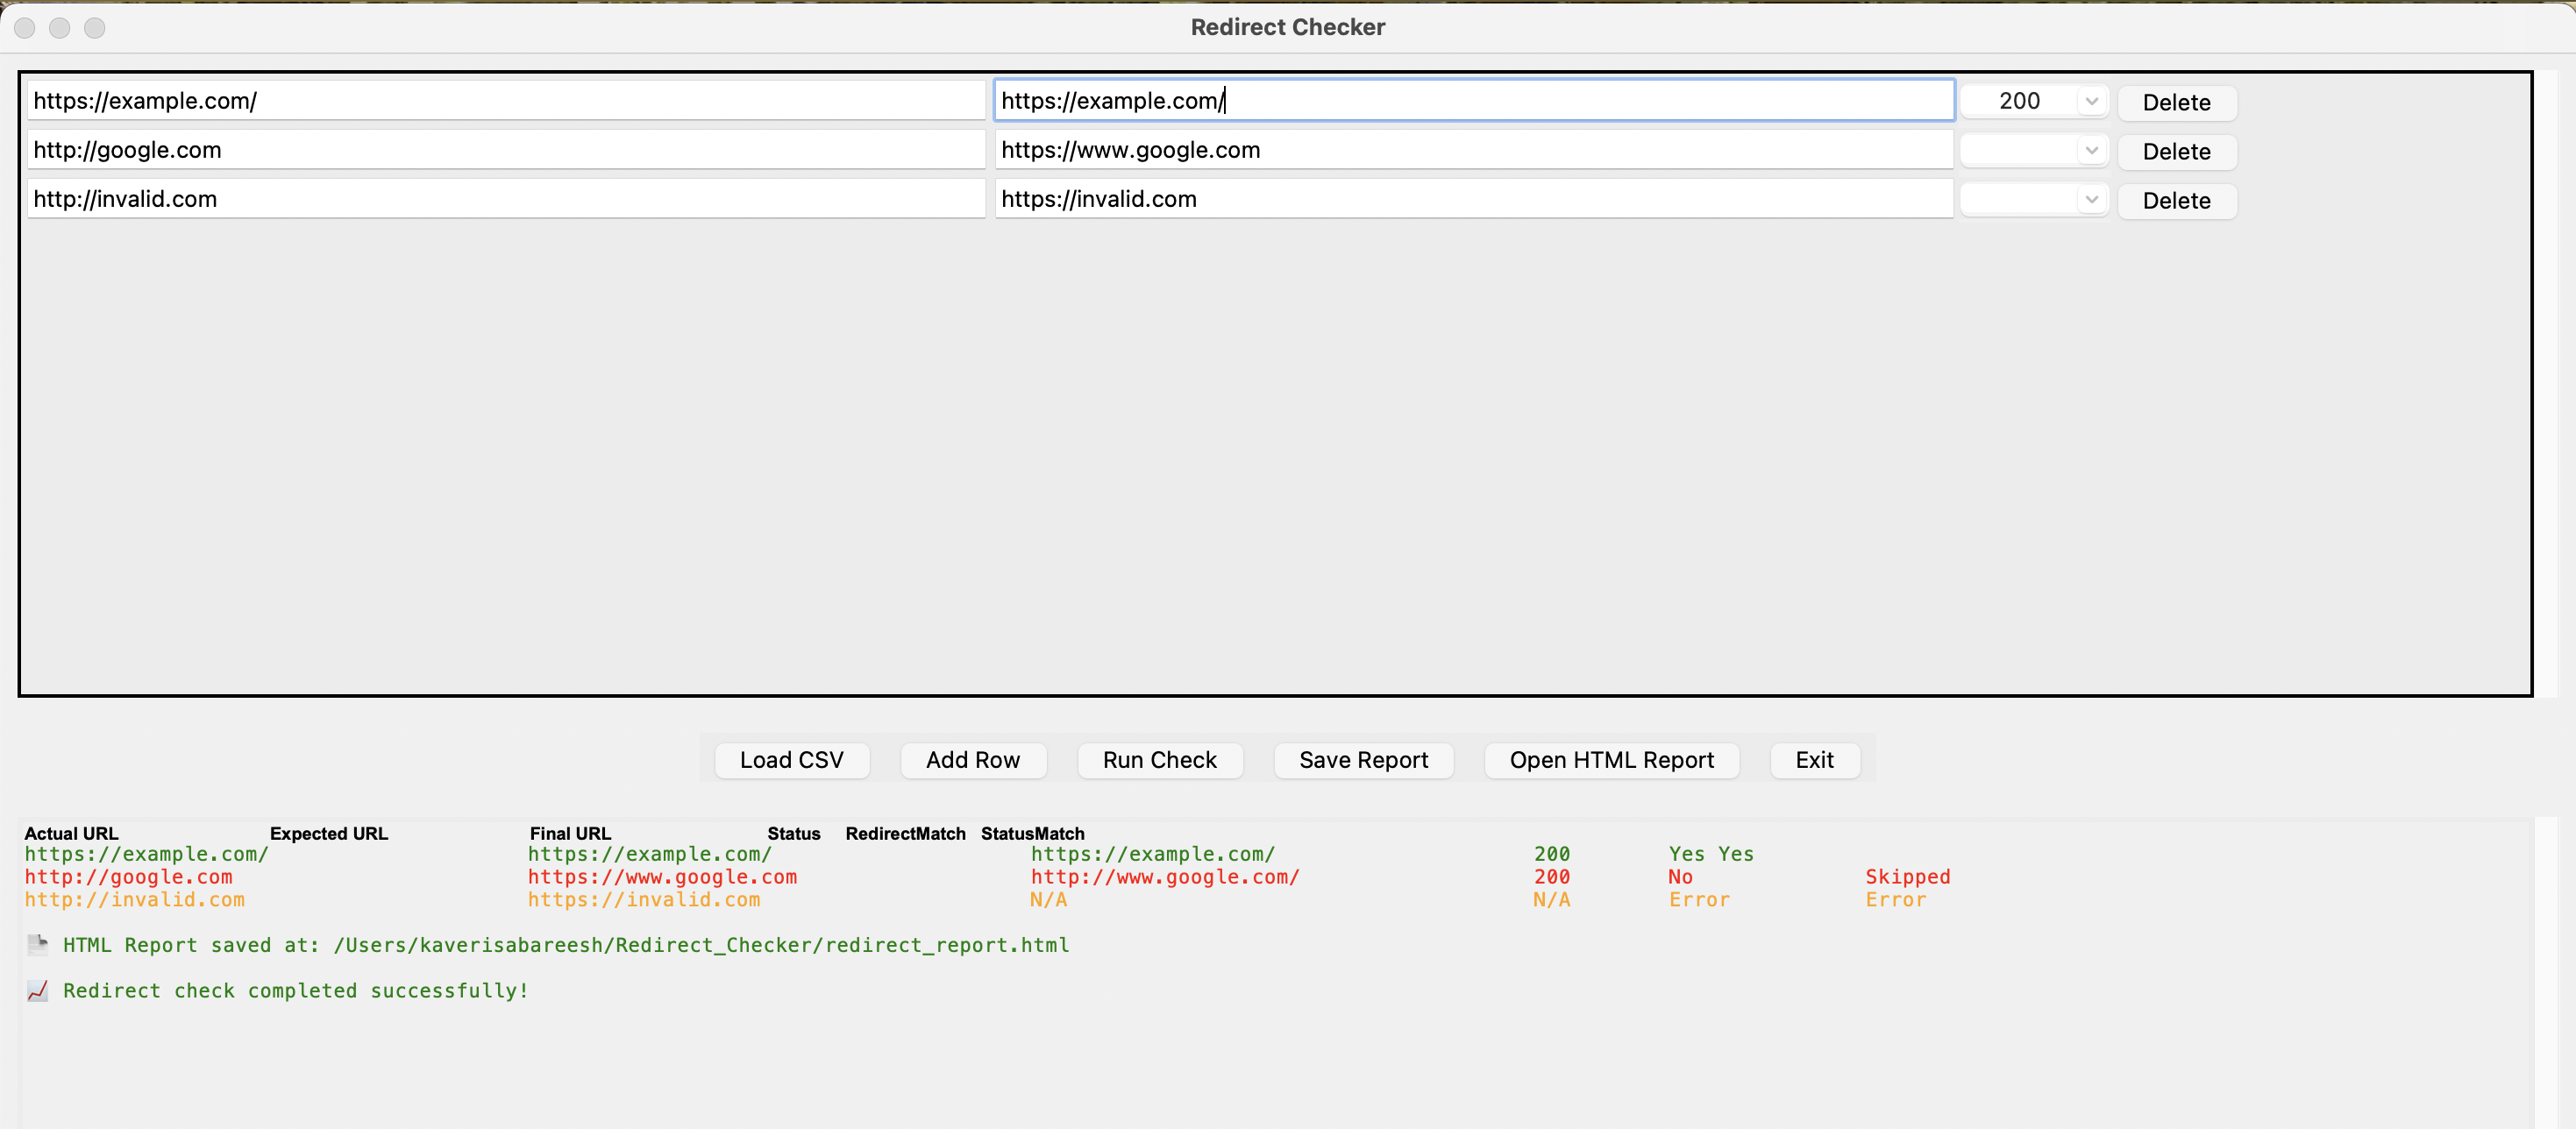 Redirect Checker
https://example.com/ https://example.com/ 200 Delete
http://google.com https://www.google.com Delete
http://invalid.com https://invalid.com Delete
Load CSV Add Row Run Check Save Report Open HTML Report Exit
Actual URL Expected URL Final URL Status RedirectMatch StatusMatch
https://example.com/ https://example.com/ https://example.com/ 200 Yes Yes
http://google.com https://www.google.com http://www.google.com/ 200 No Skipped
http://invalid.com https://invalid.com N/A N/A Error Error
HTML Report saved at: /Users/kaverisabareesh/Redirect_Checker/redirect_report.html
Redirect check completed successfully!